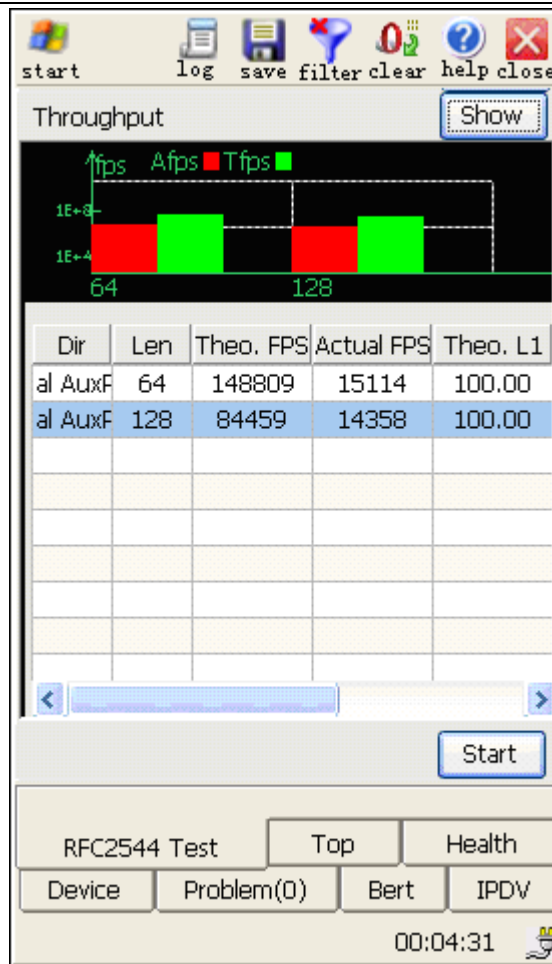 start log save filter clear help close
Throughput Show
fps Afps Tfps
1E+8
1E+4
64 128
Dir Len Theo. FPS Actual FPS Theo. L1
al AuxP 64 148809 15114 100.00
al AuxP 128 84459 14358 100.00
Start
RFC2544 Test Top Health
Device Problem(0) Bert IPDV
00:04:31